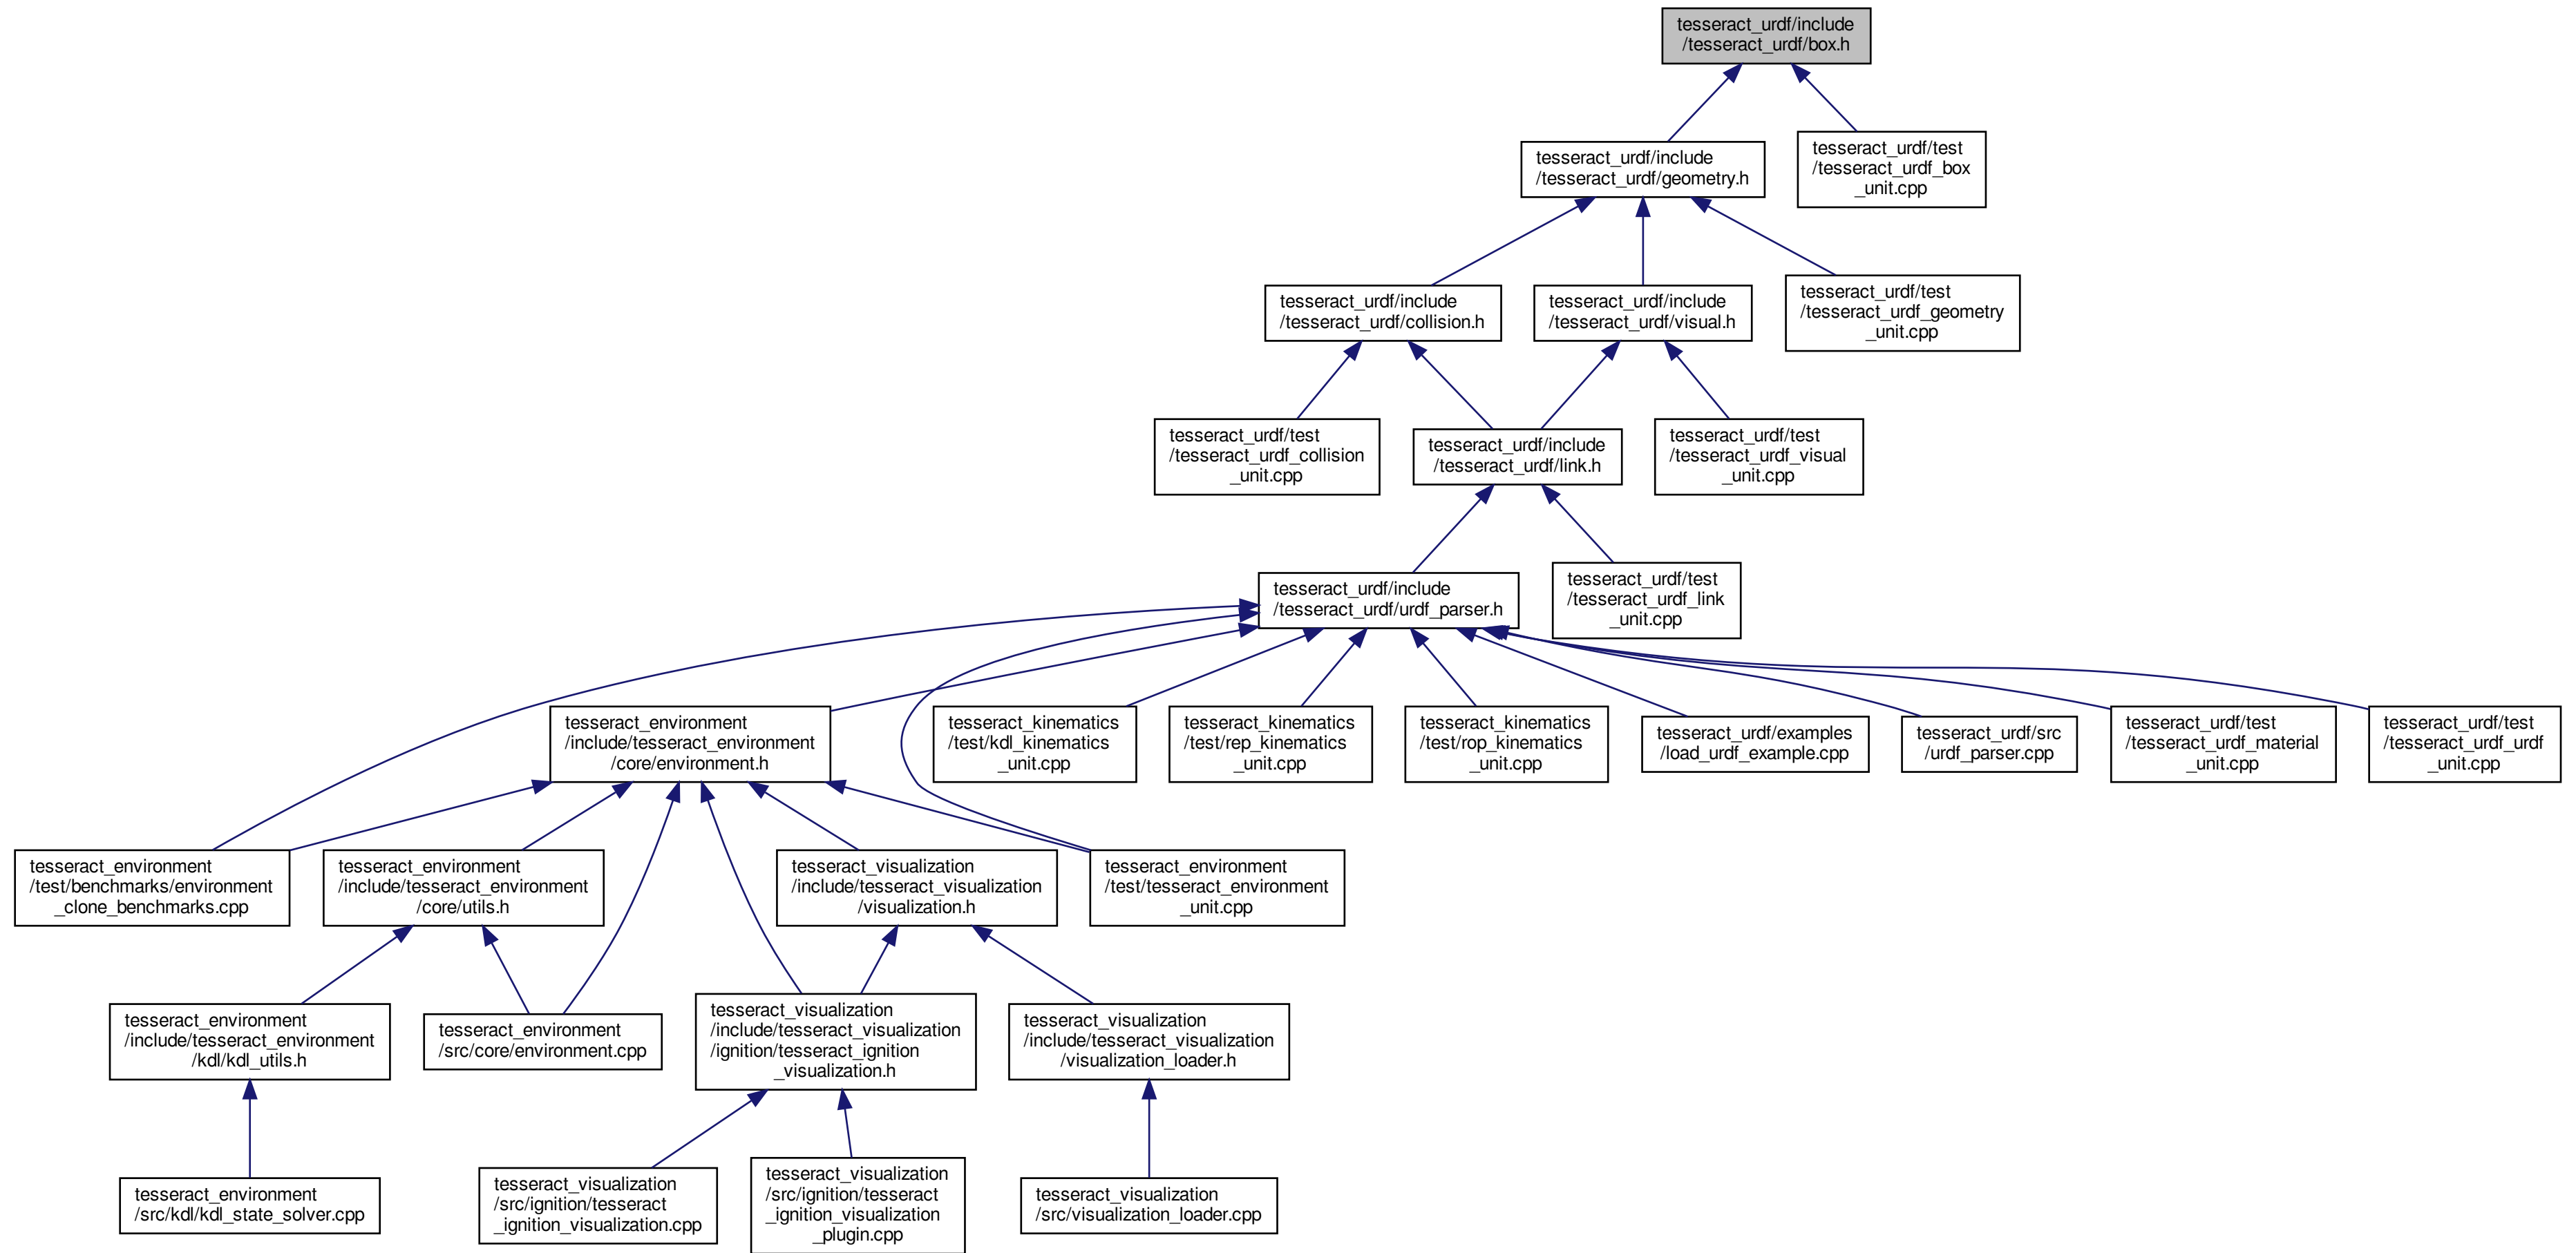 tesseract_urdf/include
/tesseract_urdf/box.h
tesseract_urdf/include
/tesseract_urdf/geometry.h
tesseract_urdf/test
/tesseract_urdf_box
_unit.cpp
tesseract_urdf/include
/tesseract_urdf/collision.h
tesseract_urdf/include
/tesseract_urdf/visual.h
tesseract_urdf/test
/tesseract_urdf_geometry
_unit.cpp
tesseract_urdf/test
/tesseract_urdf_collision
_unit.cpp
tesseract_urdf/include
/tesseract_urdf/link.h
tesseract_urdf/test
/tesseract_urdf_visual
_unit.cpp
tesseract_urdf/include
/tesseract_urdf/urdf_parser.h
tesseract_urdf/test
/tesseract_urdf_link
_unit.cpp
tesseract_environment
/include/tesseract_environment
/core/environment.h
tesseract_kinematics
/test/kdl_kinematics
_unit.cpp
tesseract_kinematics
/test/rep_kinematics
_unit.cpp
tesseract_kinematics
/test/rop_kinematics
_unit.cpp
tesseract_urdf/examples
/load_urdf_example.cpp
tesseract_urdf/src
/urdf_parser.cpp
tesseract_urdf/test
/tesseract_urdf_material
_unit.cpp
tesseract_urdf/test
/tesseract_urdf_urdf
_unit.cpp
tesseract_environment
/test/benchmarks/environment
_clone_benchmarks.cpp
tesseract_environment
/include/tesseract_environment
/core/utils.h
tesseract_visualization
/include/tesseract_visualization
/visualization.h
tesseract_environment
/test/tesseract_environment
_unit.cpp
tesseract_environment
/include/tesseract_environment
/kdl/kdl_utils.h
tesseract_environment
/src/core/environment.cpp
tesseract_visualization
/include/tesseract_visualization
/ignition/tesseract_ignition
_visualization.h
tesseract_visualization
/include/tesseract_visualization
/visualization_loader.h
tesseract_environment
/src/kdl/kdl_state_solver.cpp
tesseract_visualization
/src/ignition/tesseract
_ignition_visualization.cpp
tesseract_visualization
/src/ignition/tesseract
_ignition_visualization
_plugin.cpp
tesseract_visualization
/src/visualization_loader.cpp